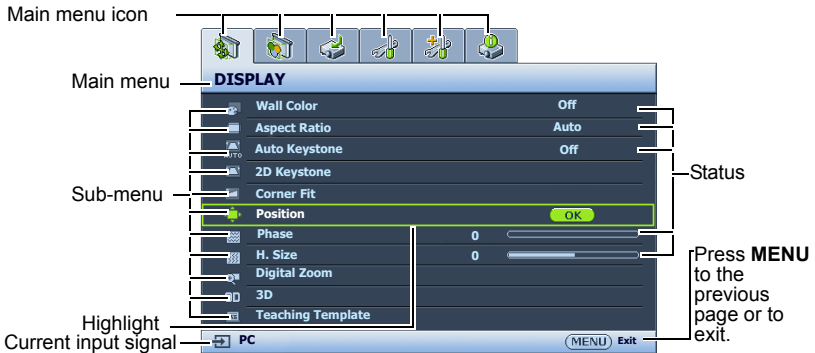 Main menu icon
Main menu
DISPLAY
Wall Color Off
Aspect Ratio Auto
AUTO
Auto Keystone Off
2D Keystone
Status
Sub-menu
Corner Fit
Position OK
Phase 0
H. Size 0
Digital Zoom
3D 3D
Teaching Template
Highlight
Current input signal
PC
MENU Exit
Press MENU
to the
previous
page or to
exit.